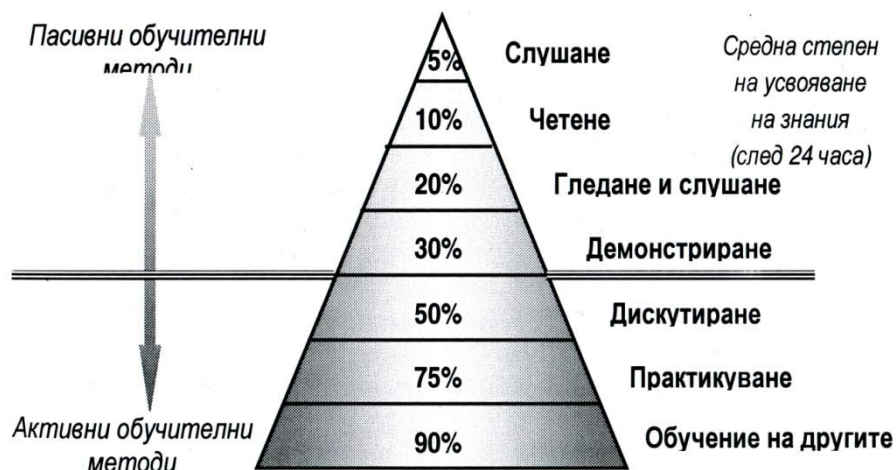 Пасивни обучителни
методи
5%
Слушане
Средна степен
на усвояване
на знания
(след 24 часа)
10%
Четене
20%
Гледане и слушане
30%
Демонстриране
50%
Дискутиране
75%
Практикуване
Активни обучителни
методи
90%
Обучение на другите